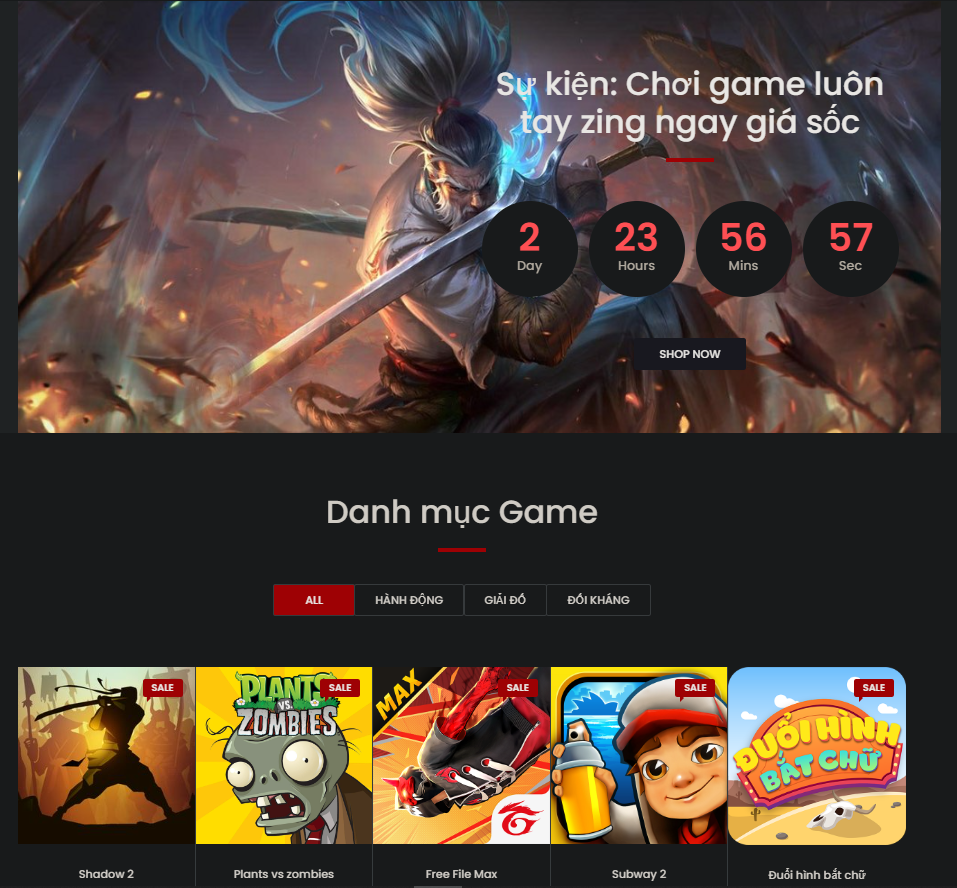 Sự kiện: Chơi game luôn
tay zing ngay giá sốc
2 23 56 57
Day Hours Mins Sec
SHOP NOW
Danh mục Game
ALL HÀNH ĐỘNG GIẢI ĐỐ ĐỐI KHÁNG
SALE SALE SALE SALE SALE
PLANTS
VS.
ZOMBIES
MAX
ĐUỔI HÌNH
BẮT CHỮ
Shadow 2 Plants vs zombies Free File Max Subway 2 Đuổi hình bắt chữ